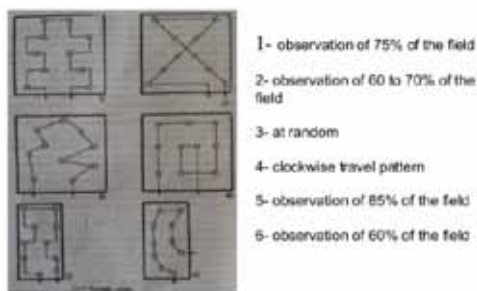 1- observation of 75% of the field
2- observation of 60 to 70% of the
field
3- at random
4- clockwise travel pattern
5- observation of 85% of the field
6- observation of 60% of the field